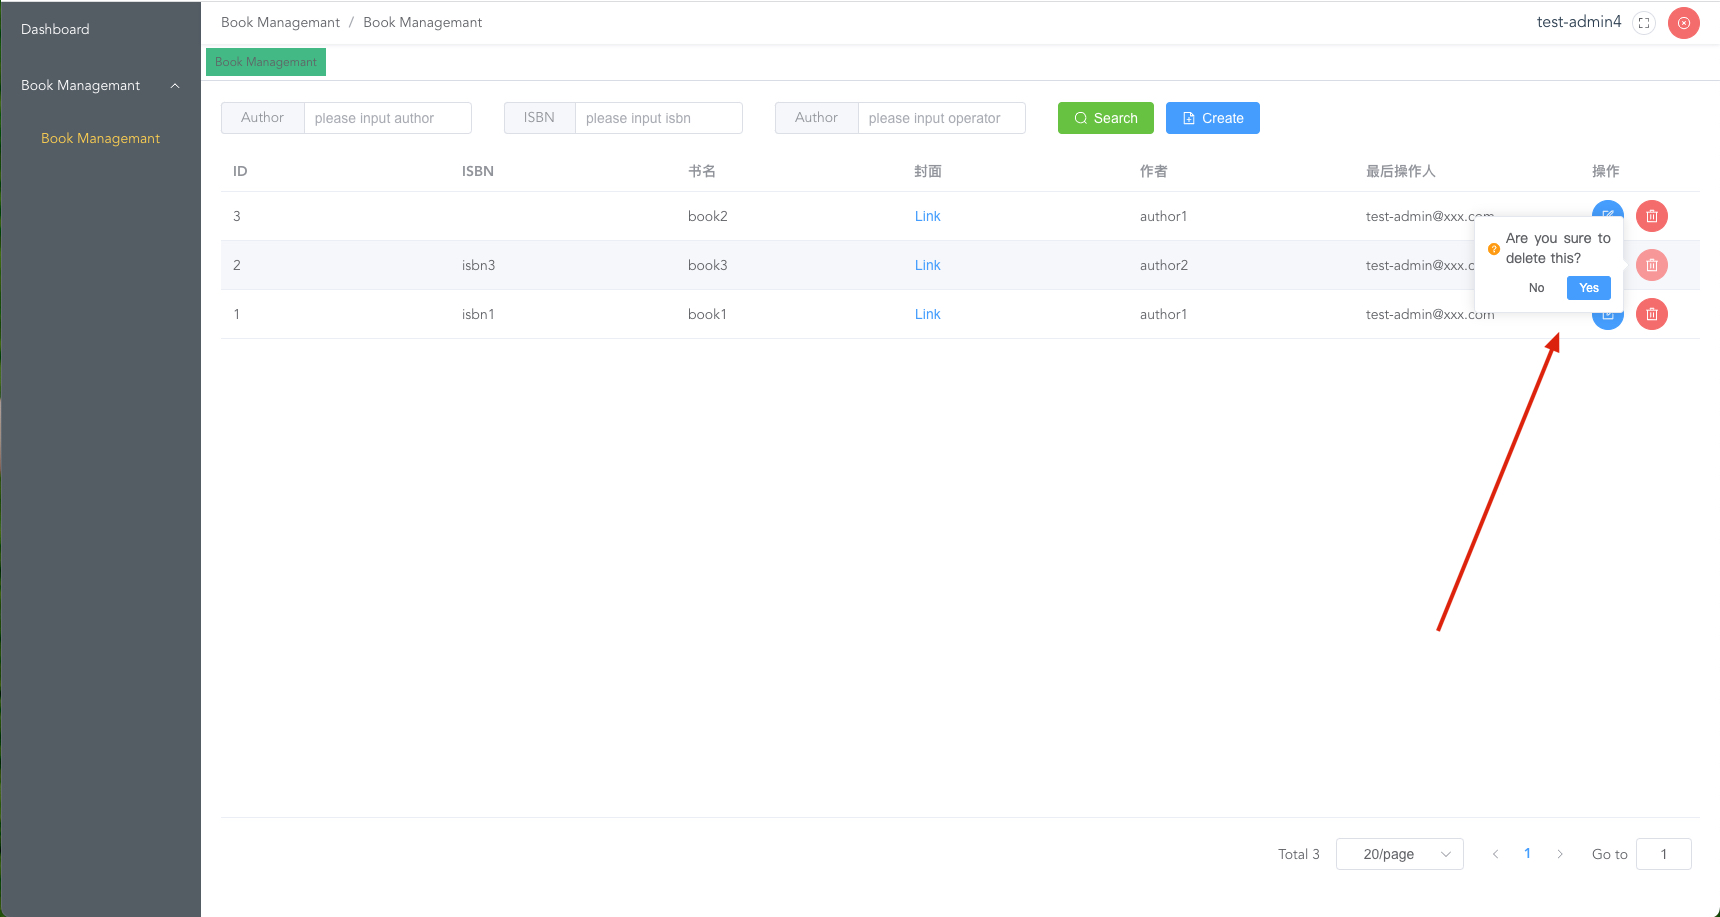 Dashboard
Book Managemant
Book Managemant
Book Managemant / Book Managemant
test-admin4
Book Managemant
Author please input author ISBN please input isbn Author please input operator Search Create
ID ISBN 书名 封面 作者 最后操作人 操作
3 book2 Link author1 test-admin@xxx.com
2 isbn3 book3 Link author2 test-admin@xxx.c
1 isbn1 book1 Link author1 test-admin@xxx.com
Are you sure to
delete this?
No Yes
Total 3 20/page 1 Go to 1